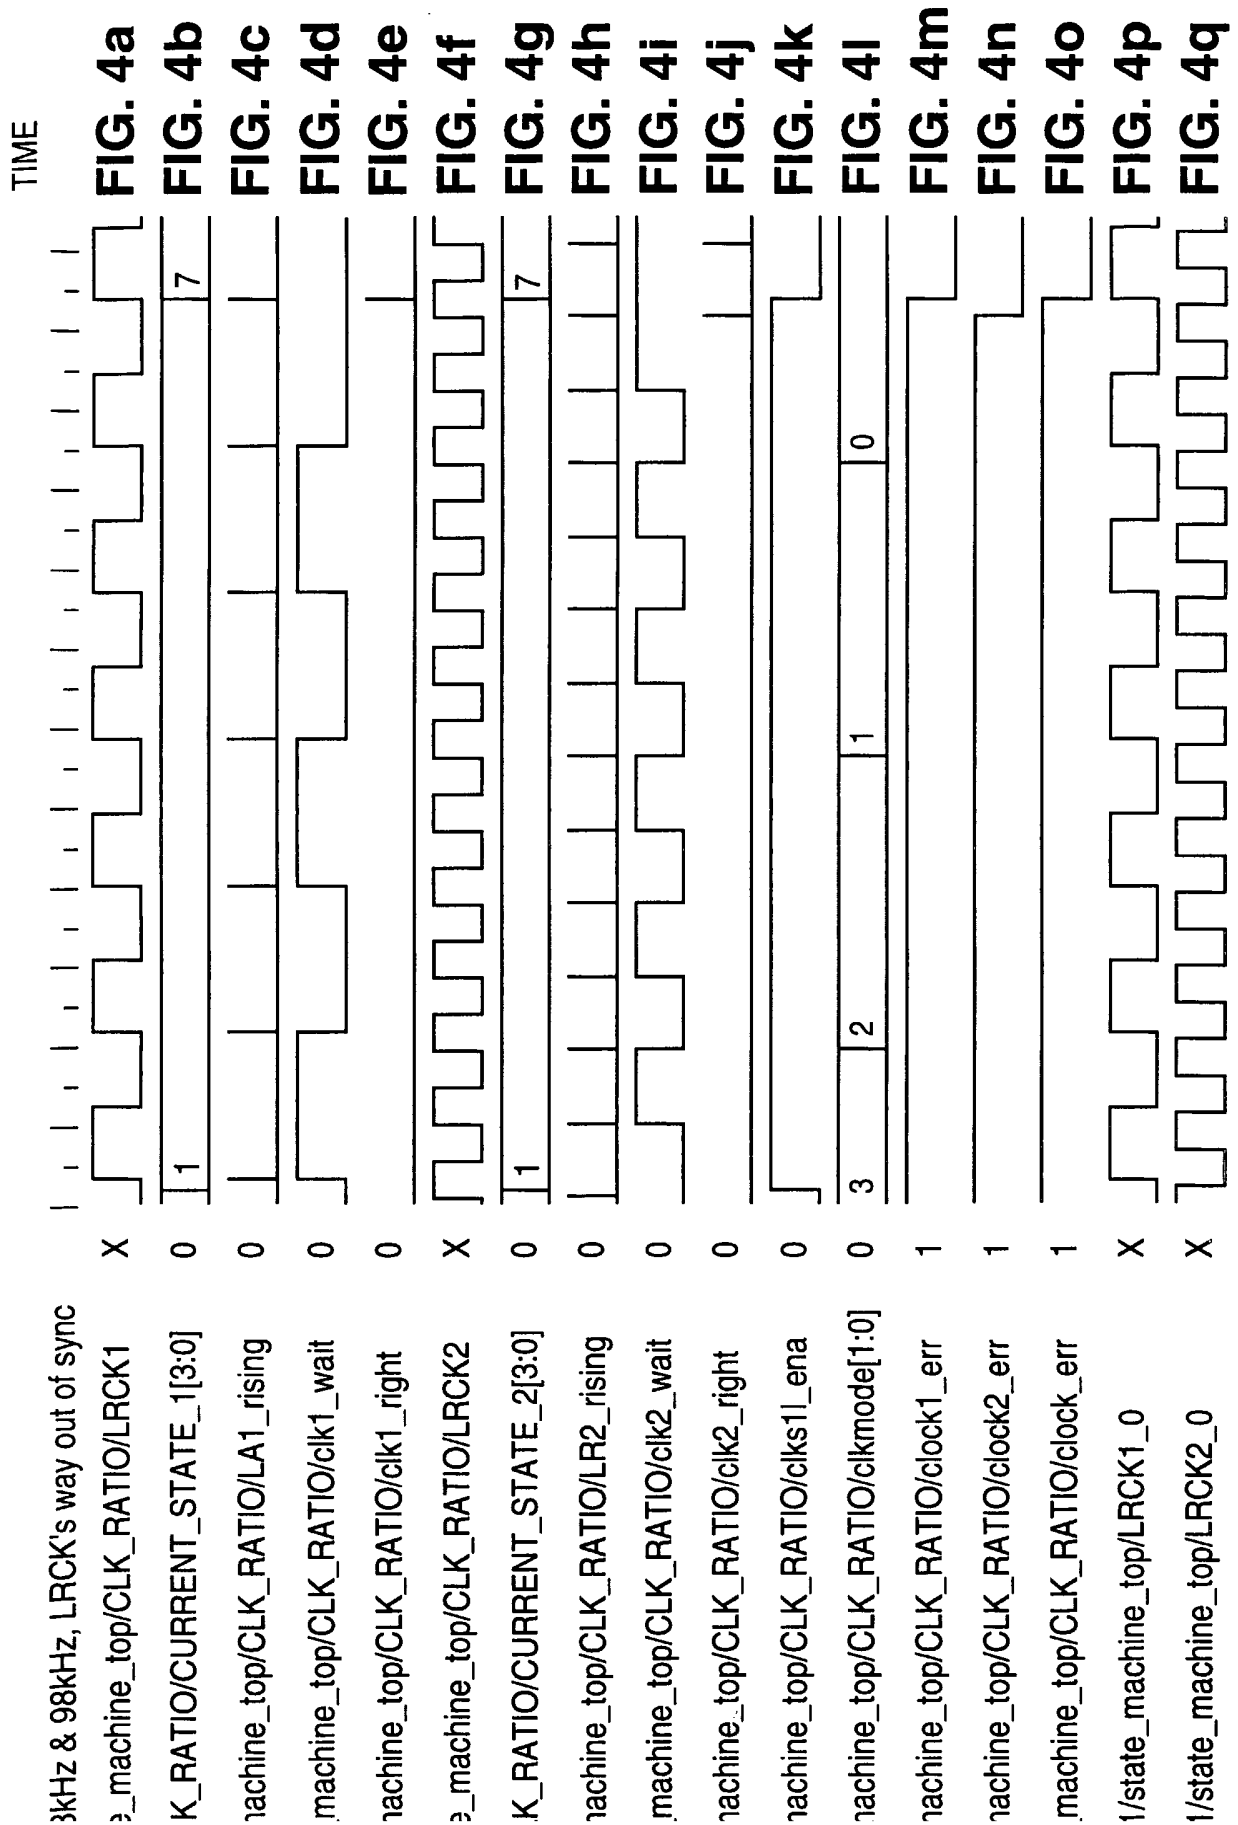 TIME
3kHz & 98kHz, LRCK's way out of sync
e_machine_top/CLK_RATIO/LRCK1 X FIG. 4a
K_RATIO/CURRENT_STATE_1[3:0] 0 1 7 FIG. 4b
nachine_top/CLK_RATIO/LA1_rising 0 FIG. 4c
_machine_top/CLK_RATIO/clk1_wait 0 FIG. 4d
nachine_top/CLK_RATIO/clk1_right 0 FIG. 4e
e_machine_top/CLK_RATIO/LRCK2 X FIG. 4f
.K_RATIO/CURRENT_STATE_2[3:0] 0 1 7 FIG. 4g
nachine_top/CLK_RATIO/LR2_rising 0 FIG. 4h
_machine_top/CLK_RATIO/clk2_wait 0 FIG. 4i
nachine_top/CLK_RATIO/clk2_right 0 FIG. 4j
nachine_top/CLK_RATIO/clks1l_ena 0 FIG. 4k
nachine_top/CLK_RATIO/clkmode[1:0] 0 3 2 1 0 FIG. 4l
nachine_top/CLK_RATIO/clock1_err 1 FIG. 4m
nachine_top/CLK_RATIO/clock2_err 1 FIG. 4n
_machine_top/CLK_RATIO/clock_err 1 FIG. 4o
1/state_machine_top/LRCK1_0 X FIG. 4p
1/state_machine_top/LRCK2_0 X FIG. 4q